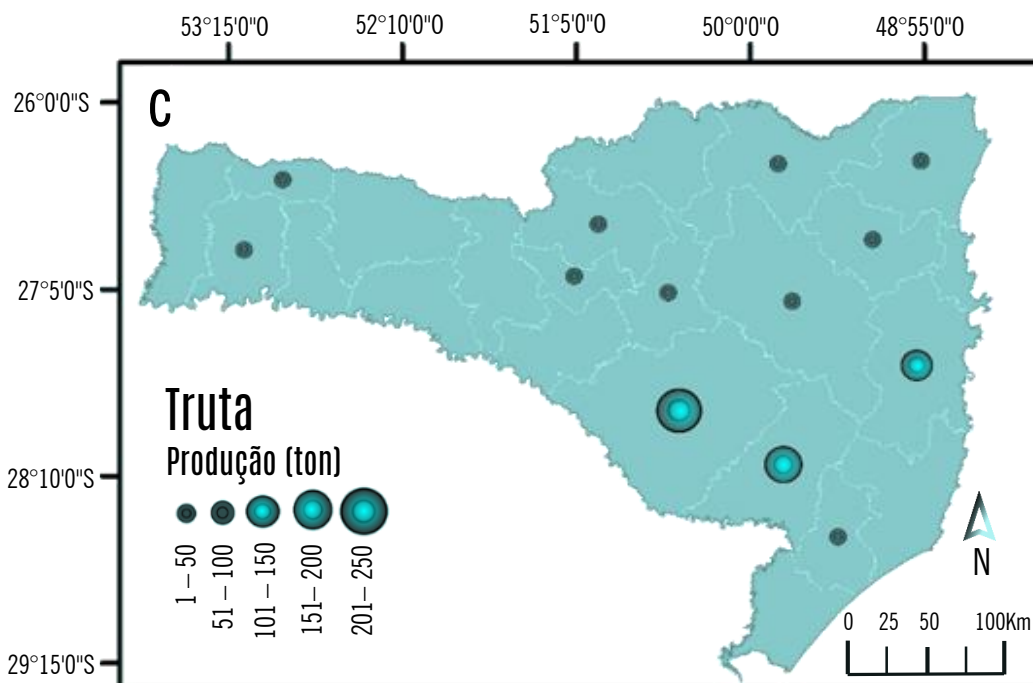 53°15'0"O 52°10'0"O 51°5'0"O 50°0'0"O 48°55'0"O
26°0'0"S
C
27°5'0"S
Truta
Produção (ton)
28°10'0"S
1 – 50
51 – 100
101 – 150
151– 200
201– 250
N
0 25 50 100Km
29°15'0"S